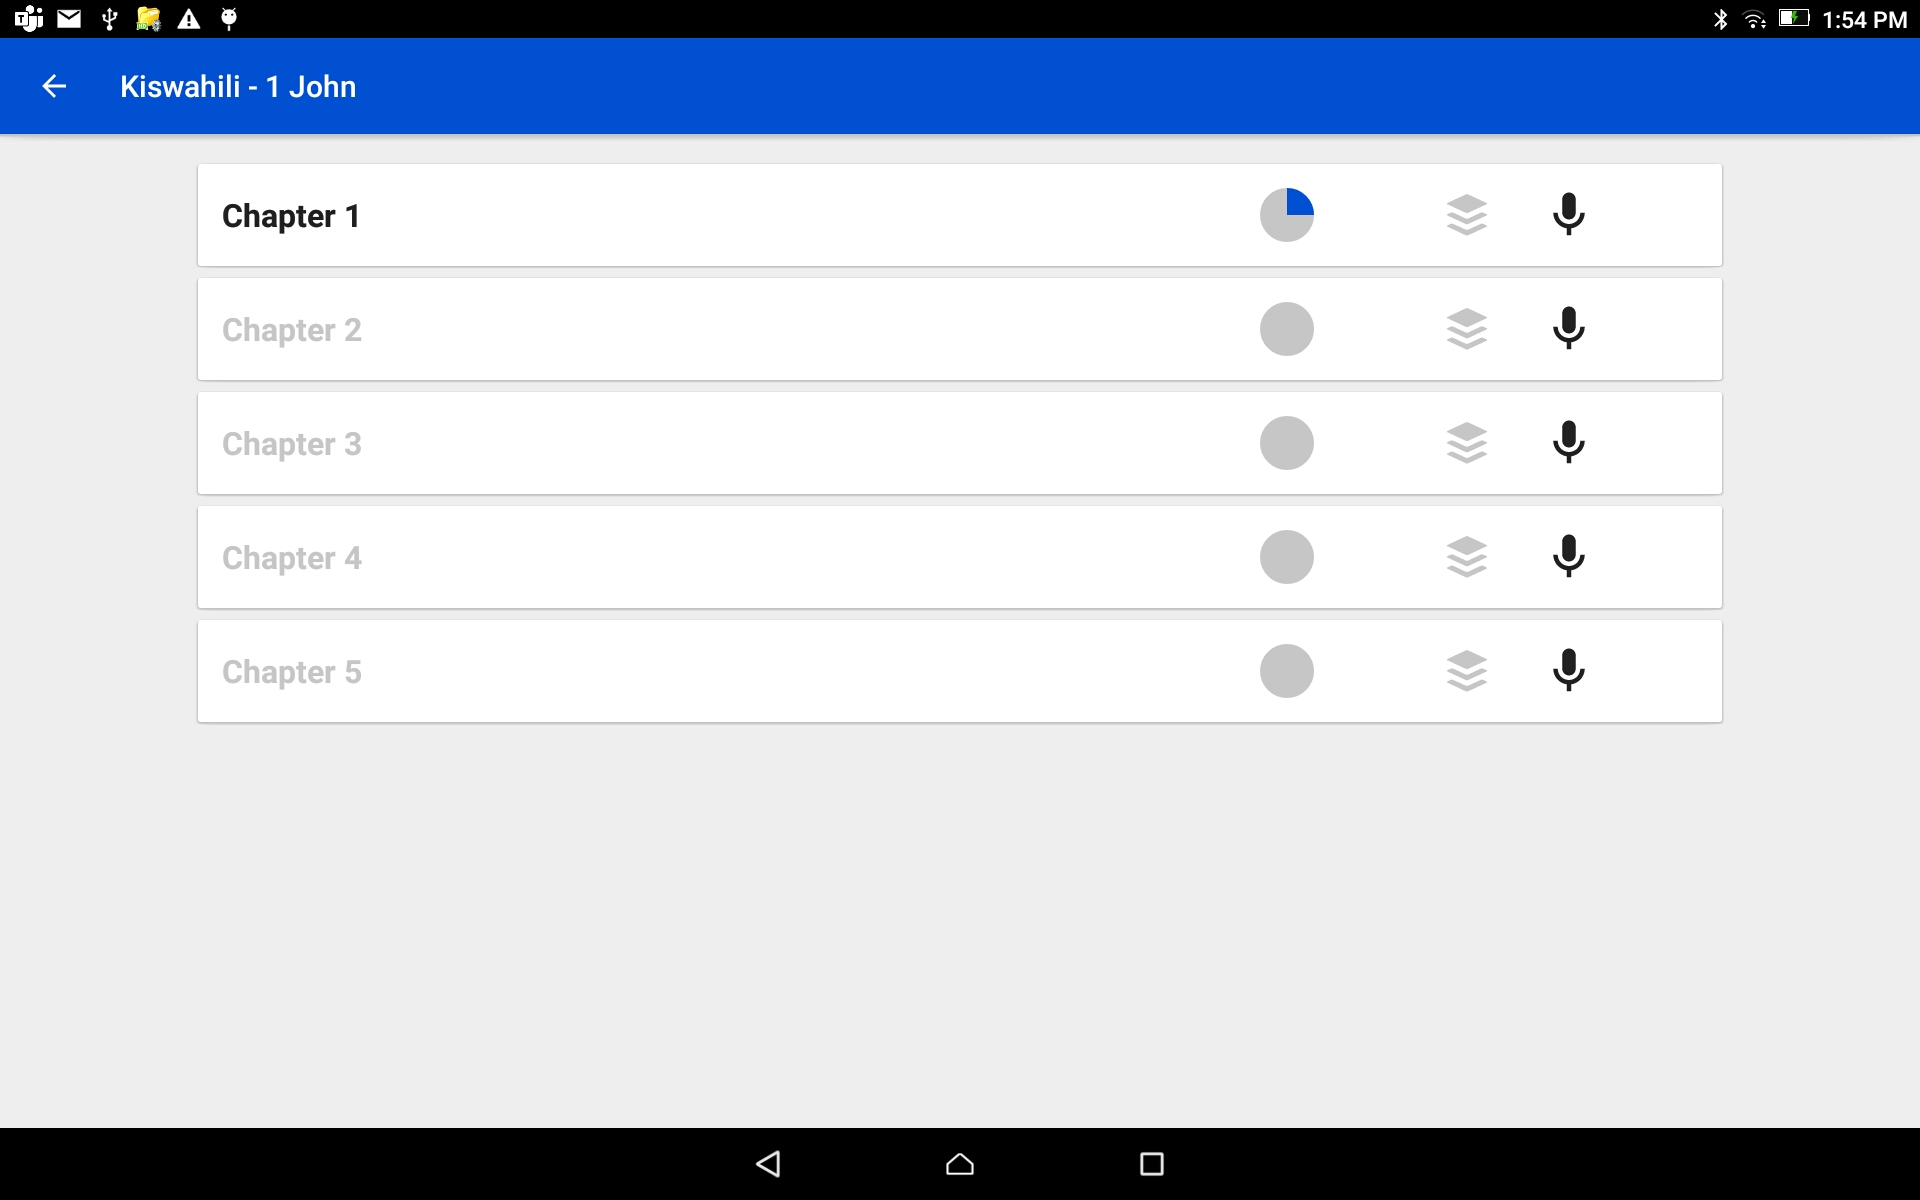 1:54 PM
Kiswahili - 1 John
Chapter 1
Chapter 2
Chapter 3
Chapter 4
Chapter 5